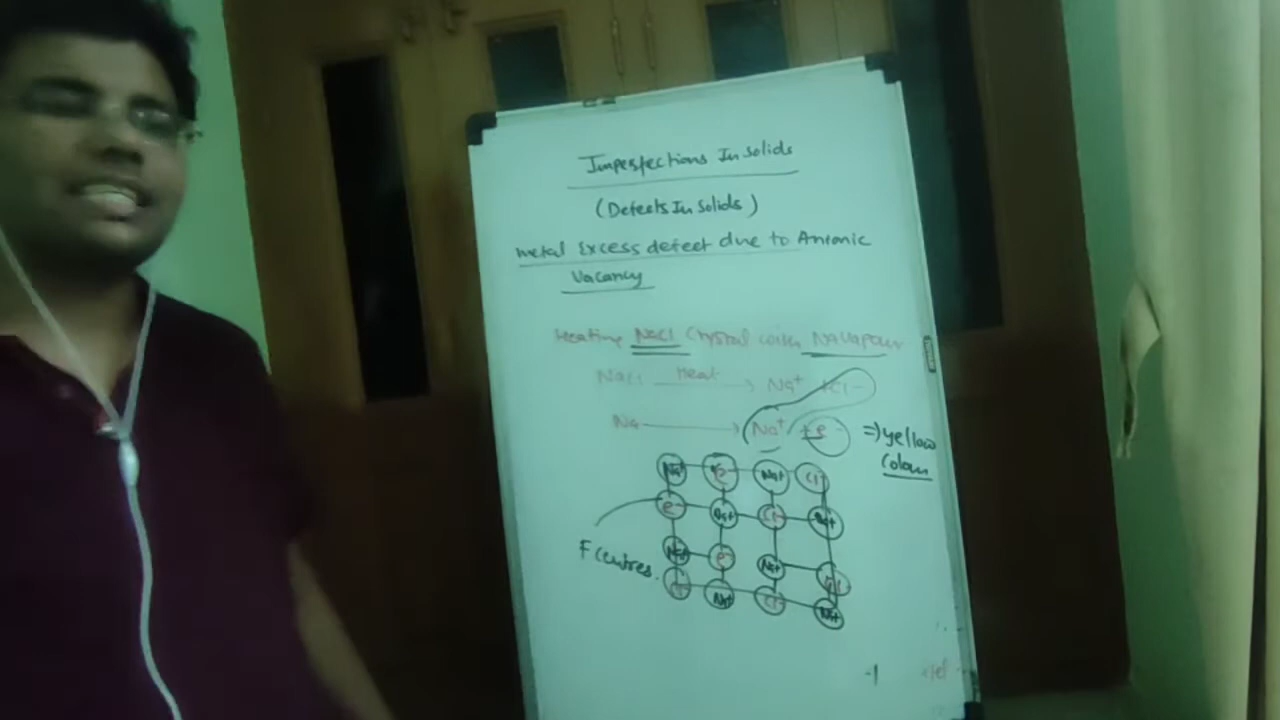 Imperfections In Solids
(Defects In Solids)
Metal Excess defect due to Anionic
Vacancy
Heating NaCl Crystal with Na Vapour
NaCl Heat Na+ + Cl-
Na Na+ + e- => yellow
Colour
Na+ e- Na+ Cl-
e- Na+ Cl- Na+
Na+ e- Na+ Cl-
F centres.
Cl- Na+ Cl- Na+